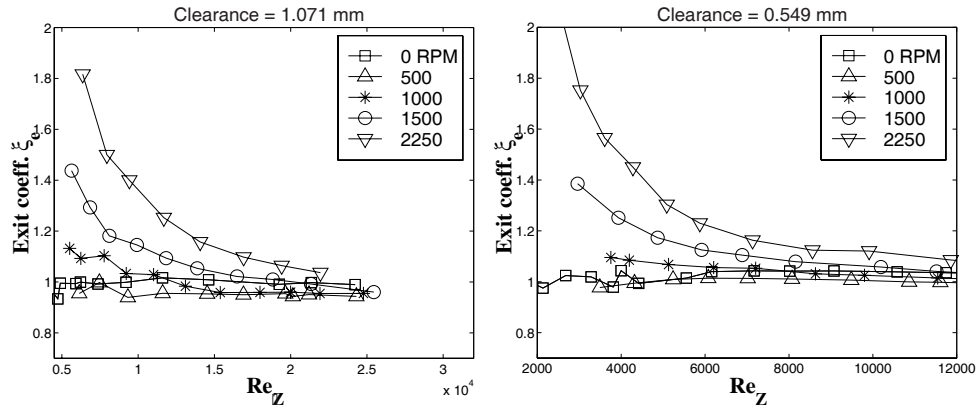 Clearance = 1.071 mm
2
1.8
1.6
1.4
1.2
1
0.8
Exit coeff. ξe
0 RPM
500
1000
1500
2250
0.5 1 1.5 2 2.5 3
x 10⁴
Rez
Clearance = 0.549 mm
2
1.8
1.6
1.4
1.2
1
0.8
Exit coeff. ξe
0 RPM
500
1000
1500
2250
2000 4000 6000 8000 10000 12000
Rez